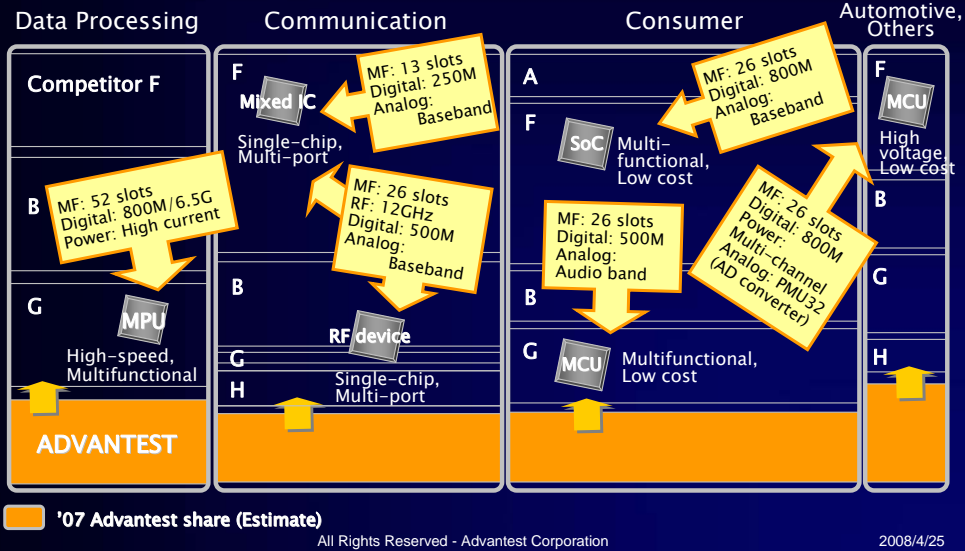 Data Processing
Communication
Consumer
Automotive,
Others
Competitor F
B
MF: 52 slots
Digital: 800M/6.5G
Power: High current
G
MPU
High-speed,
Multifunctional
ADVANTEST
F
Mixed IC
Single-chip,
Multi-port
MF: 13 slots
Digital: 250M
Analog:
Baseband
MF: 26 slots
RF: 12GHz
Digital: 500M
Analog:
Baseband
B
RF device
G
H
Single-chip,
Multi-port
A
F
SoC
Multi-
functional,
Low cost
MF: 26 slots
Digital: 800M
Analog:
Baseband
MF: 26 slots
Digital: 500M
Analog:
Audio band
B
G
MCU
Multifunctional,
Low cost
F
MCU
High
voltage,
Low cost
MF: 26 slots
Digital: 800M
Power:
Multi-channel
Analog: PMU32
(AD converter)
B
G
H
'07 Advantest share (Estimate)
All Rights Reserved - Advantest Corporation
2008/4/25